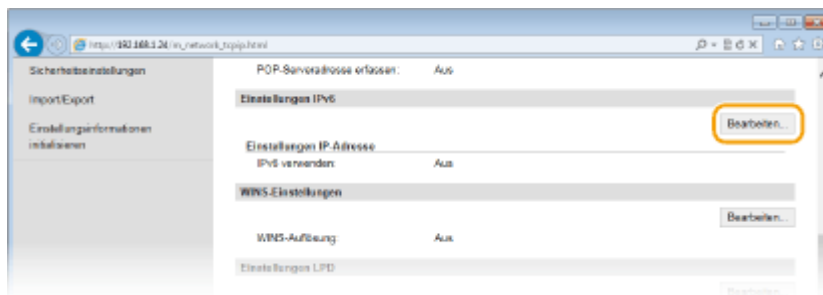 http://192.168.1.24/m_network_tcpip.html
Sicherheitseinstellungen
POP-Serveradresse erfassen: Aus
Import/Export
Einstellungen IPv6
Bearbeiten...
Einstellungsinformationen
initialisieren
Einstellungen IP-Adresse
IPv6 verwenden: Aus
WINS-Einstellungen
Bearbeiten...
WINS-Auflösung: Aus
Einstellungen LPD
Bearbeiten...